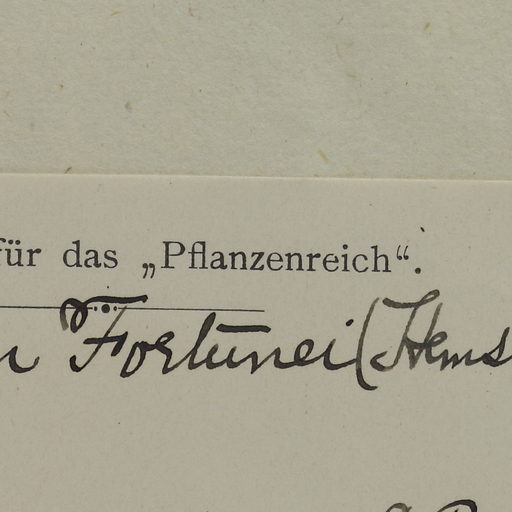 für das „Pflanzenreich“.
Fortunei (Hems